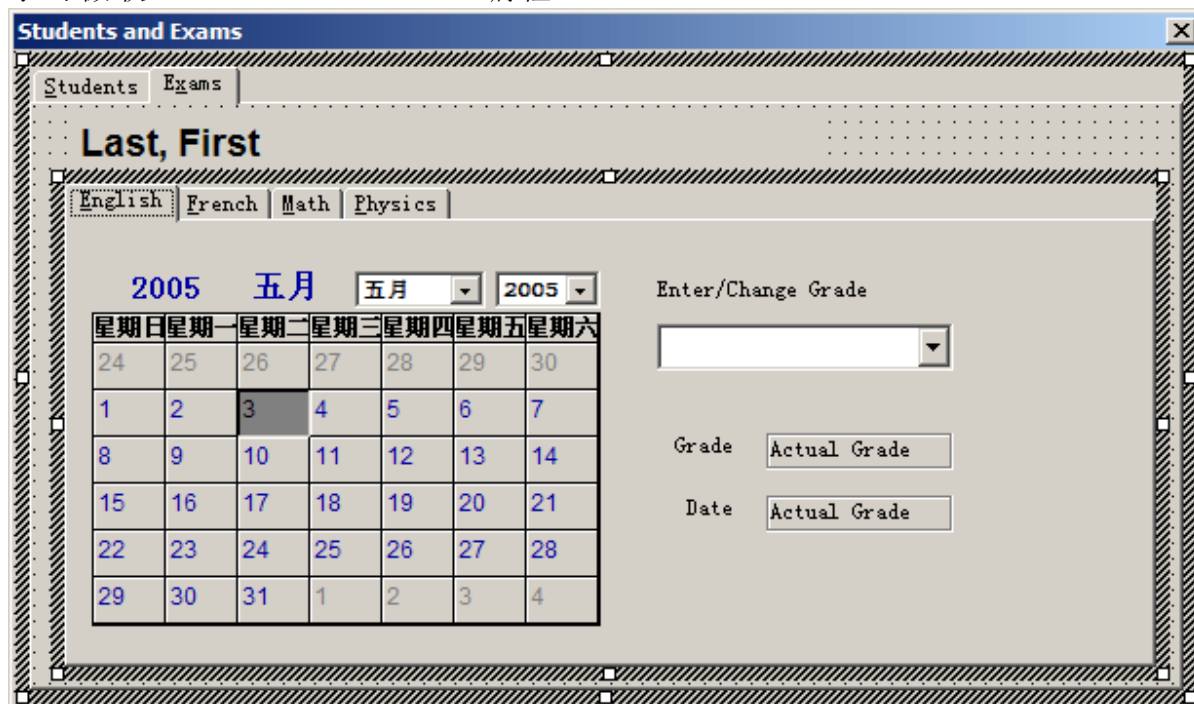 Students and Exams
Students Exams
Last, First
English French Math Physics
2005 五月 五月 2005
Enter/Change Grade
星期日 星期一 星期二 星期三 星期四 星期五 星期六
24 25 26 27 28 29 30
1 2 3 4 5 6 7
8 9 10 11 12 13 14
Grade Actual Grade
15 16 17 18 19 20 21
Date Actual Grade
22 23 24 25 26 27 28
29 30 31 1 2 3 4